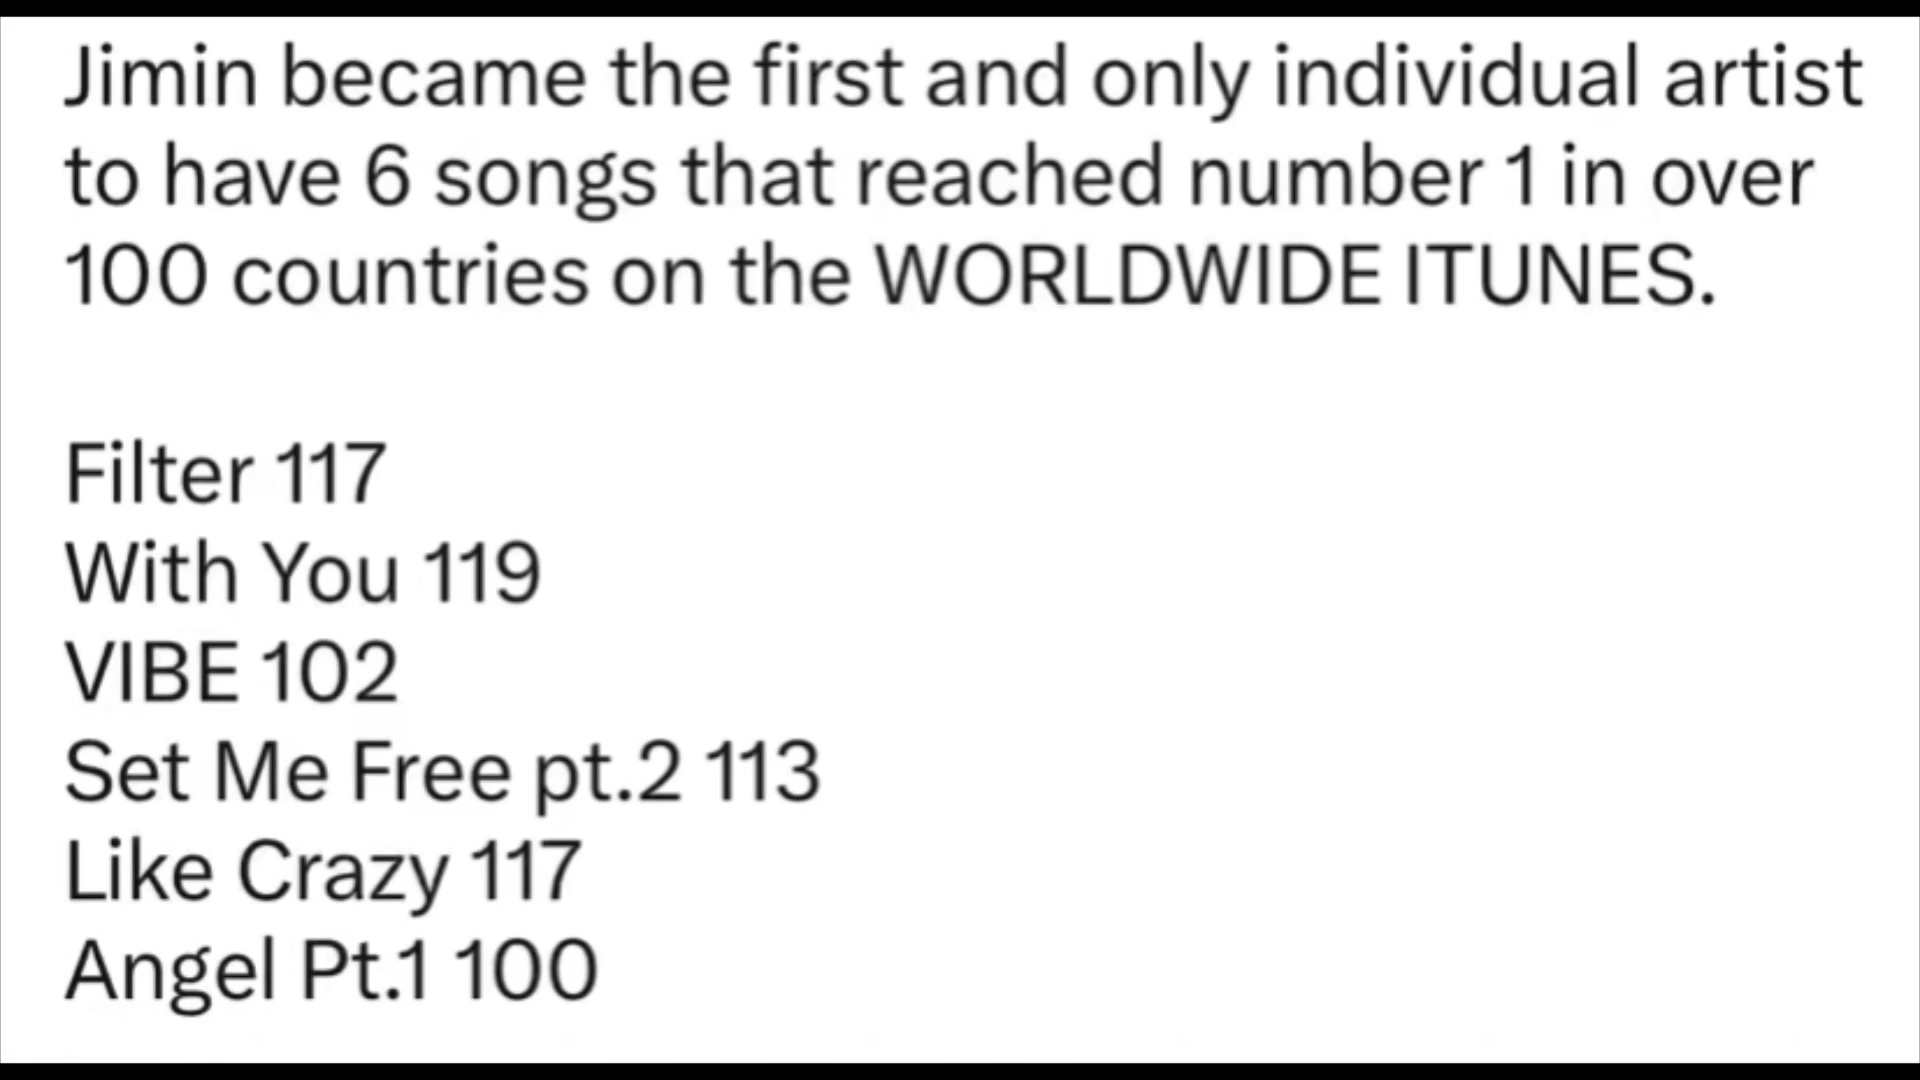 Jimin became the first and only individual artist
to have 6 songs that reached number 1 in over
100 countries on the WORLDWIDE ITUNES.
Filter 117
With You 119
VIBE 102
Set Me Free pt.2 113
Like Crazy 117
Angel Pt.1 100